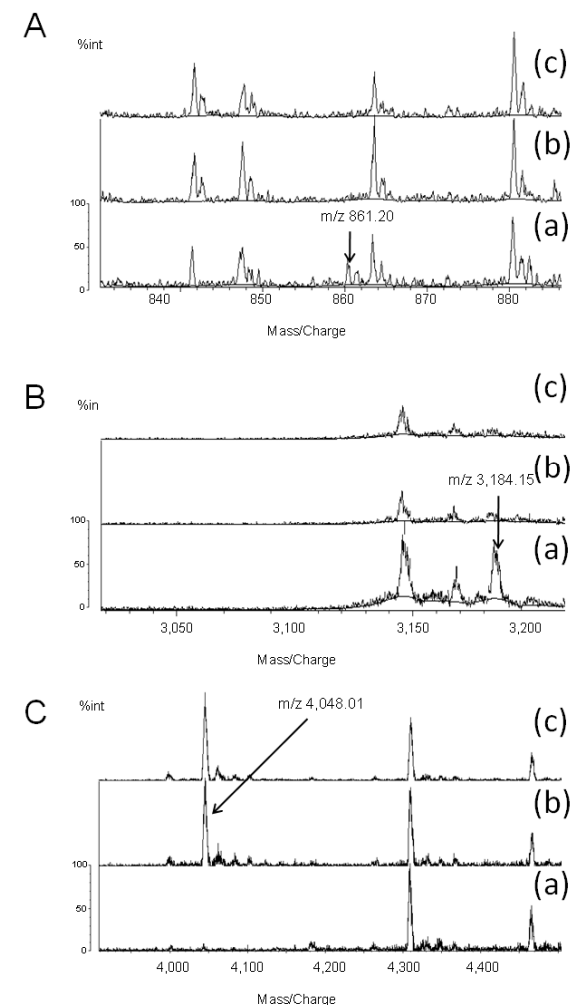 A
%int
(c)
(b)
m/z 861.20
100
(a)
50
0
840 850 860 870 880
Mass/Charge
B
%in
(c)
(b)
m/z 3,184.15
100
(a)
50
0
3,050 3,100 3,150 3,200
Mass/Charge
C
%int
m/z 4,048.01
(c)
(b)
100
(a)
50
0
4,000 4,100 4,200 4,300 4,400
Mass/Charge